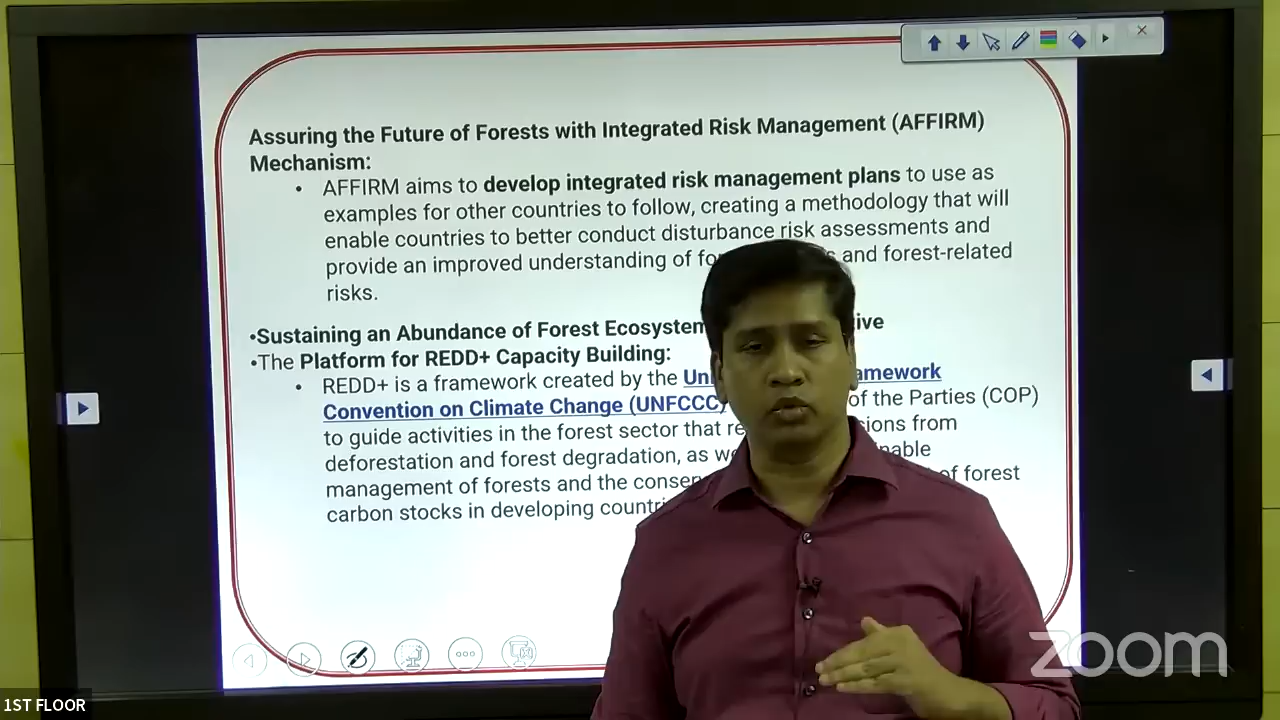 Assuring the Future of Forests with Integrated Risk Management (AFFIRM)
Mechanism:
• AFFIRM aims to develop integrated risk management plans to use as
examples for other countries to follow, creating a methodology that will
enable countries to better conduct disturbance risk assessments and
provide an improved understanding of and forest-related
risks.
•Sustaining an Abundance of Forest
•The Platform for REDD+ Capacity Building:
• REDD+ is a framework created by the
Convention on Climate Change (UNFCCC) of the Parties (COP)
to guide activities in the forest sector that from
deforestation and forest degradation, as
management of forests and the of forest
carbon stocks in developing
zoom
1ST FLOOR